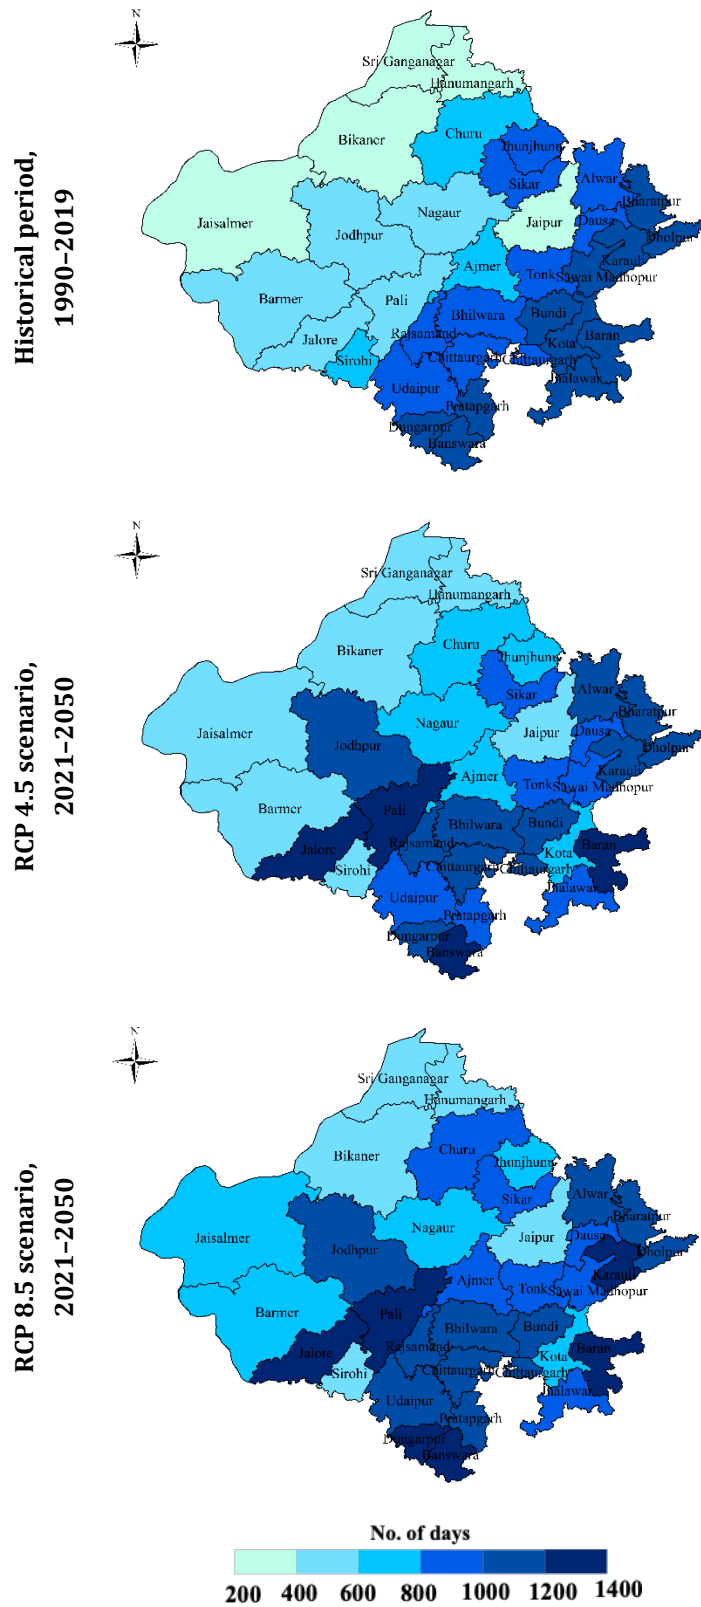 N
Historical period,
1990-2019
Sri Ganganagar
Hanumangarh
Bikaner
Churu
Jhunjhunu
Sikar
Alwar
Bharatpur
Jaisalmer
Jodhpur
Nagaur
Jaipur
Dausa
Dholpur
Karauli
Ajmer
Tonk
Sawai Madhopur
Barmer
Pali
Bhilwara
Bundi
Jalore
Rajsamand
Kota
Baran
Sirohi
Chittaurgarh
Chittaurgarh
Jhalawar
Udaipur
Pratapgarh
Dungarpur
Banswara
N
RCP 4.5 scenario,
2021-2050
Sri Ganganagar
Hanumangarh
Bikaner
Churu
Jhunjhunu
Sikar
Alwar
Bharatpur
Jaisalmer
Jodhpur
Nagaur
Jaipur
Dausa
Dholpur
Karauli
Ajmer
Tonk
Sawai Madhopur
Barmer
Pali
Bhilwara
Bundi
Jalore
Rajsamand
Kota
Baran
Sirohi
Chittaurgarh
Chittaurgarh
Jhalawar
Udaipur
Pratapgarh
Dungarpur
Banswara
N
RCP 8.5 scenario,
2021-2050
Sri Ganganagar
Hanumangarh
Bikaner
Churu
Jhunjhunu
Sikar
Alwar
Bharatpur
Jaisalmer
Jodhpur
Nagaur
Jaipur
Dausa
Dholpur
Karauli
Ajmer
Tonk
Sawai Madhopur
Barmer
Pali
Bhilwara
Bundi
Jalore
Rajsamand
Kota
Baran
Sirohi
Chittaurgarh
Chittaurgarh
Jhalawar
Udaipur
Pratapgarh
Dungarpur
Banswara
No. of days
200 400 600 800 1000 1200 1400